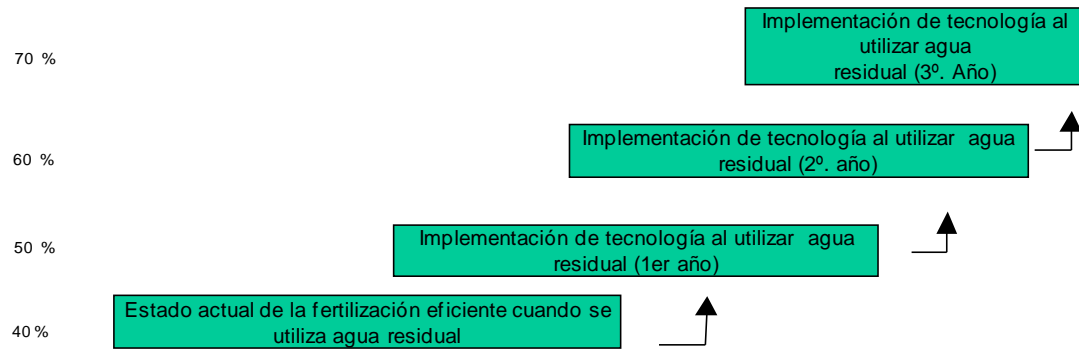 70 %
Implementación de tecnología al
utilizar agua
residual (3º. Año)
60 %
Implementación de tecnología al utilizar agua
residual (2º. año)
50 %
Implementación de tecnología al utilizar agua
residual (1er año)
40 %
Estado actual de la fertilización eficiente cuando se
utiliza agua residual